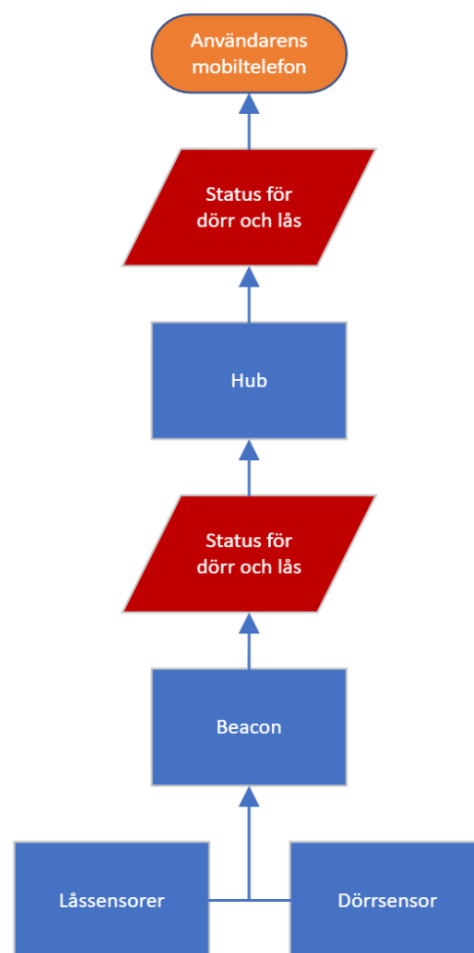 Användarens
mobiltelefon
Status för
dörr och lås
Hub
Status för
dörr och lås
Beacon
Låssensorer
Dörrsensor